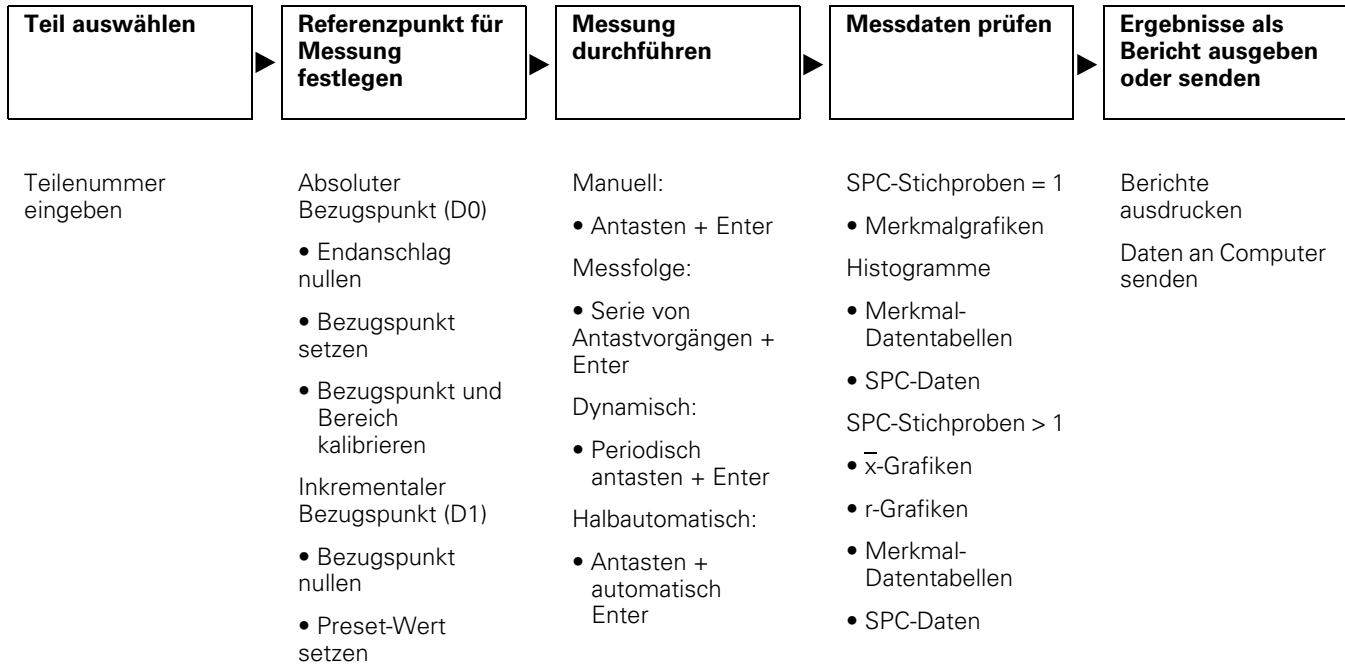 Teil auswählen
Referenzpunkt für
Messung
festlegen
Messung
durchführen
Messdaten prüfen
Ergebnisse als
Bericht ausgeben
oder senden
Teilenummer
eingeben
Absoluter
Bezugspunkt (D0)
• Endanschlag
nullen
• Bezugspunkt
setzen
• Bezugspunkt und
Bereich
kalibrieren
Inkrementaler
Bezugspunkt (D1)
• Bezugspunkt
nullen
• Preset-Wert
setzen
Manuell:
• Antasten + Enter
Messfolge:
• Serie von
Antastvorgängen +
Enter
Dynamisch:
• Periodisch
antasten + Enter
Halbautomatisch:
• Antasten +
automatisch
Enter
SPC-Stichproben = 1
• Merkmalgrafiken
Histogramme
• Merkmal-
Datentabellen
• SPC-Daten
SPC-Stichproben > 1
• x̅-Grafiken
• r-Grafiken
• Merkmal-
Datentabellen
• SPC-Daten
Berichte
ausdrucken
Daten an Computer
senden